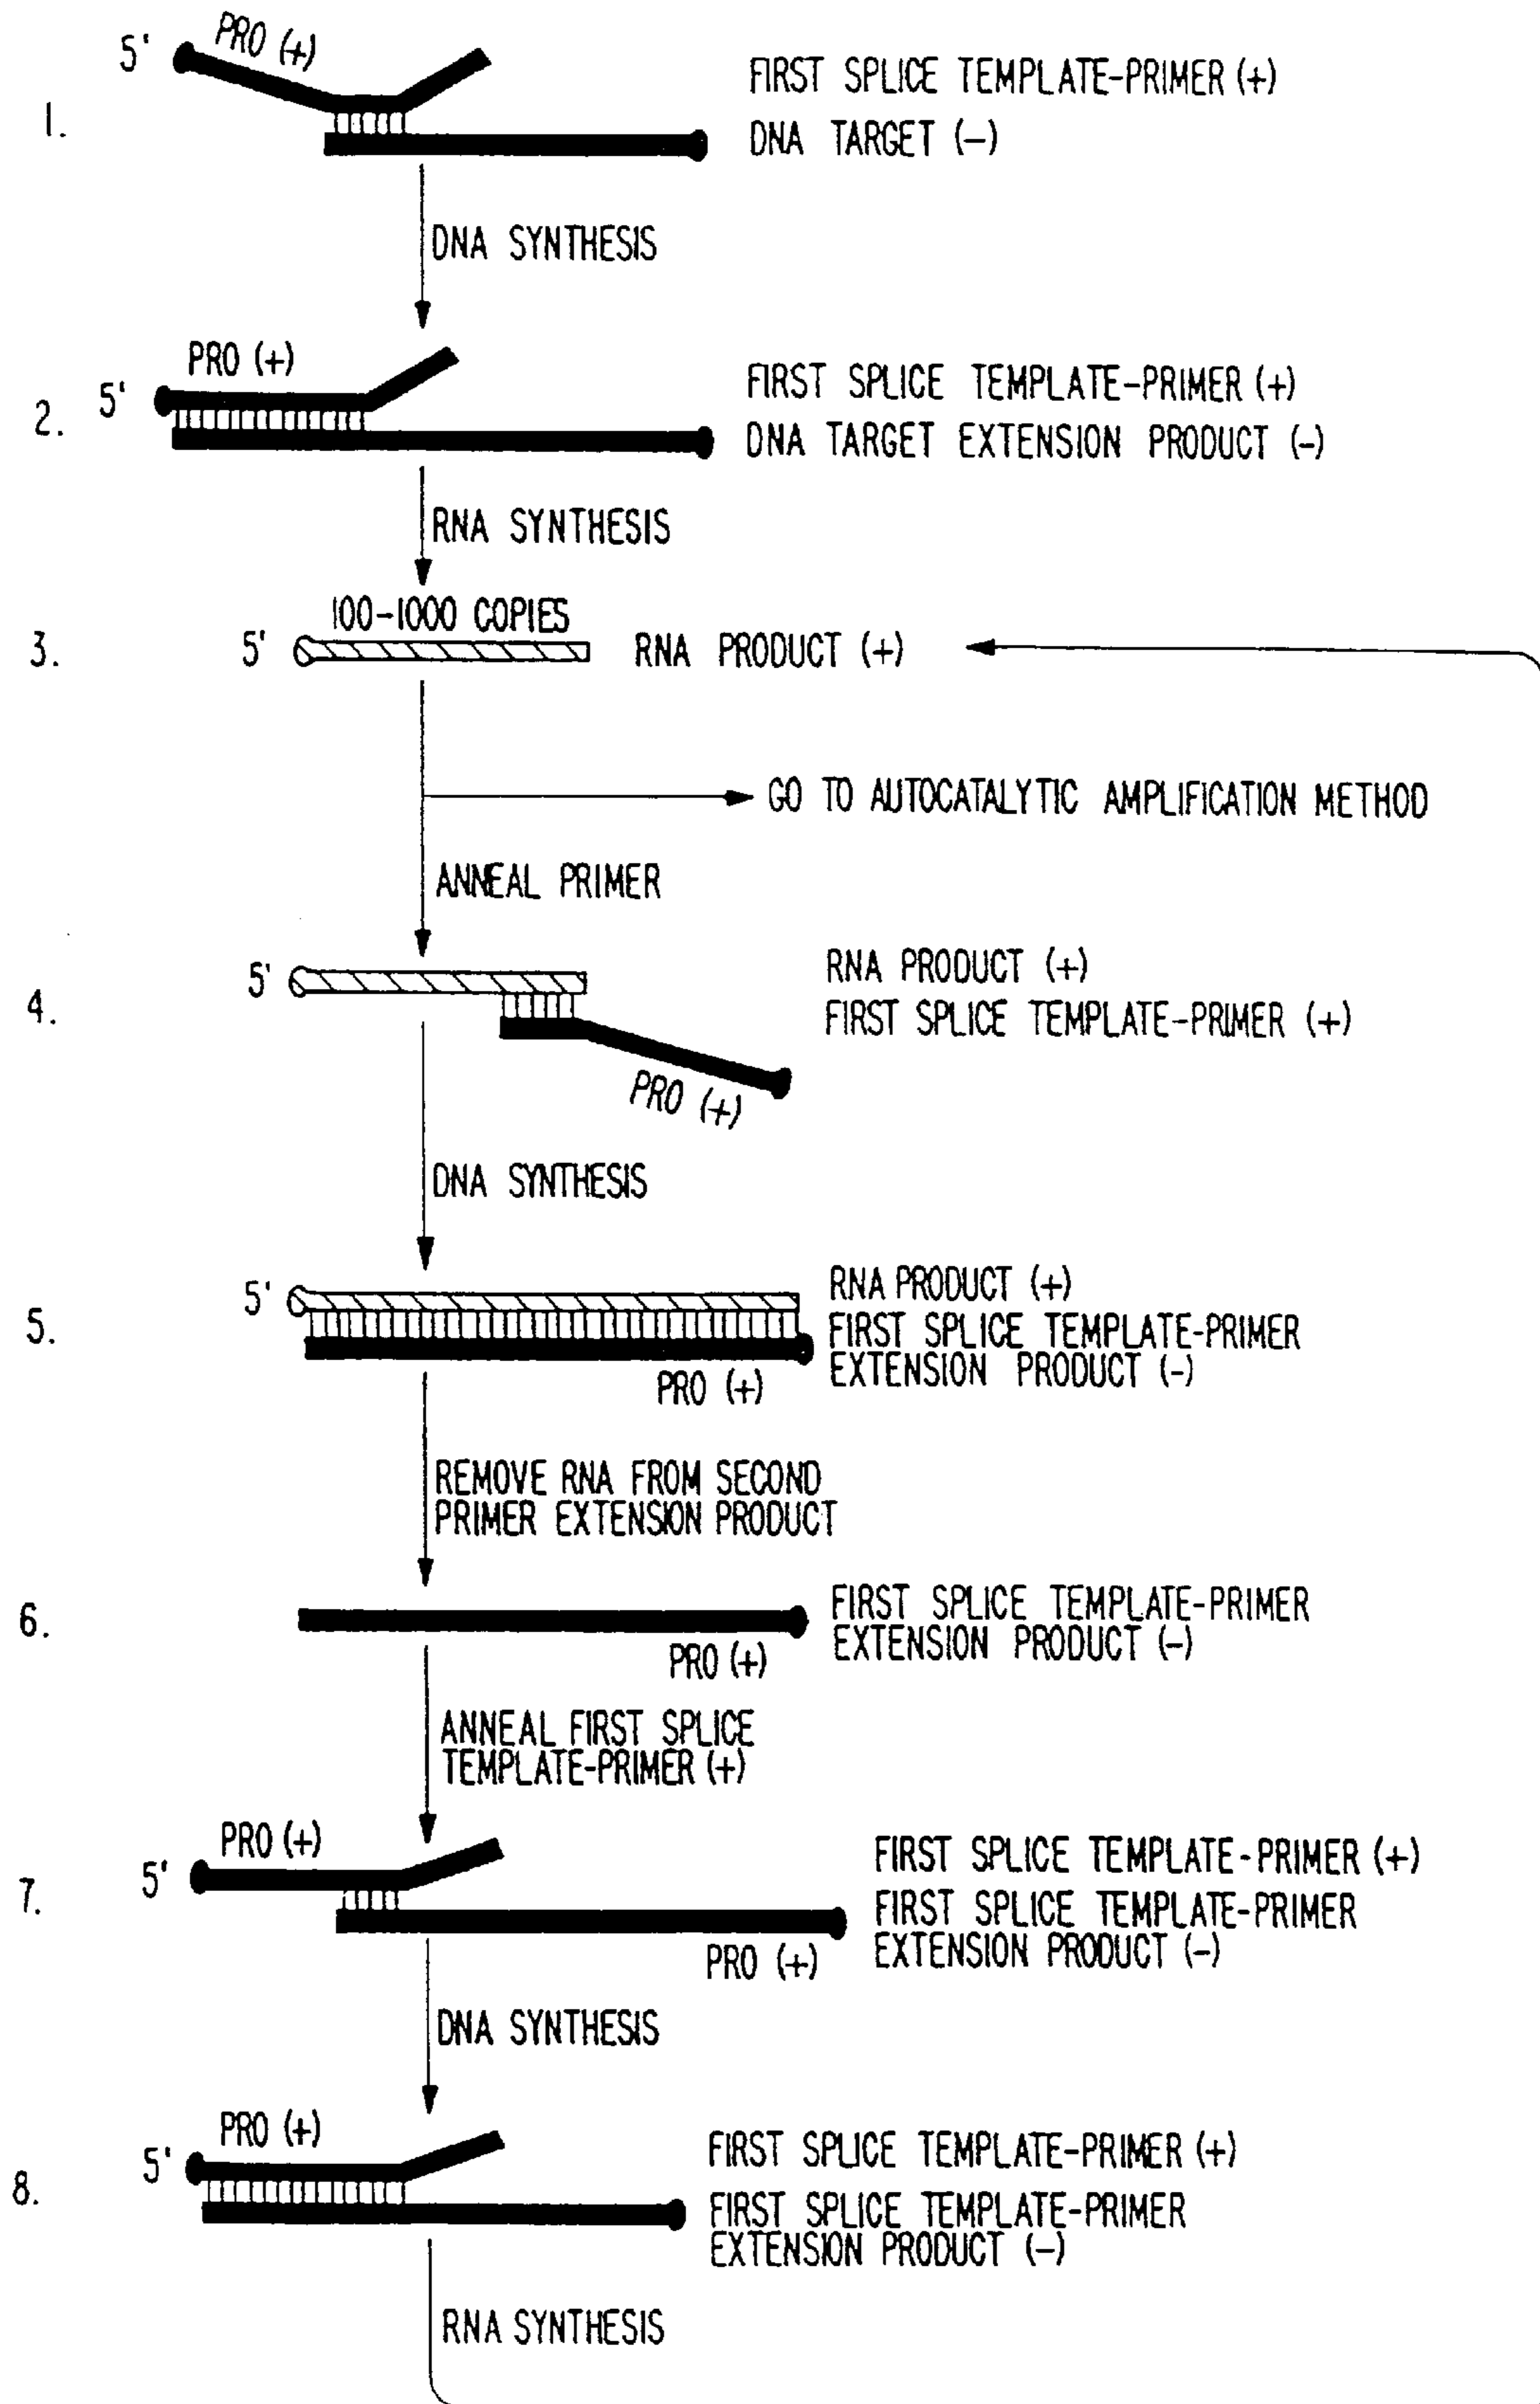 PRO (+)
5'
1.
FIRST SPLICE TEMPLATE-PRIMER (+)
DNA TARGET (-)
DNA SYNTHESIS
PRO (+)
5'
2.
FIRST SPLICE TEMPLATE-PRIMER (+)
DNA TARGET EXTENSION PRODUCT (-)
RNA SYNTHESIS
100-1000 COPIES
3.
5'
RNA PRODUCT (+)
GO TO AUTOCATALYTIC AMPLIFICATION METHOD
ANNEAL PRIMER
4.
5'
RNA PRODUCT (+)
FIRST SPLICE TEMPLATE-PRIMER (+)
PRO (+)
DNA SYNTHESIS
5.
5'
RNA PRODUCT (+)
FIRST SPLICE TEMPLATE-PRIMER
EXTENSION PRODUCT (-)
PRO (+)
REMOVE RNA FROM SECOND
PRIMER EXTENSION PRODUCT
6.
FIRST SPLICE TEMPLATE-PRIMER
EXTENSION PRODUCT (-)
PRO (+)
ANNEAL FIRST SPLICE
TEMPLATE-PRIMER (+)
PRO (+)
5'
7.
FIRST SPLICE TEMPLATE-PRIMER (+)
FIRST SPLICE TEMPLATE-PRIMER
EXTENSION PRODUCT (-)
PRO (+)
DNA SYNTHESIS
PRO (+)
5'
8.
FIRST SPLICE TEMPLATE-PRIMER (+)
FIRST SPLICE TEMPLATE-PRIMER
EXTENSION PRODUCT (-)
RNA SYNTHESIS